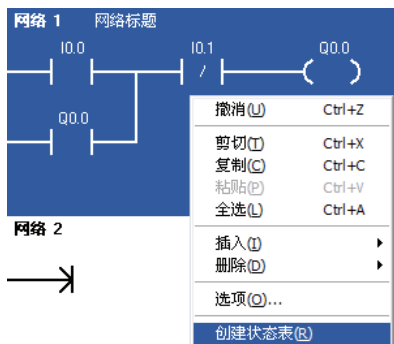 网络 1 网络标题
I0.0 I0.1 Q0.0
/
Q0.0
撤消(U) Ctrl+Z
剪切(T) Ctrl+X
复制(C) Ctrl+C
粘贴(P) Ctrl+V
全选(L) Ctrl+A
网络 2
插入(I)
删除(D)
选项(O)...
创建状态表(R)